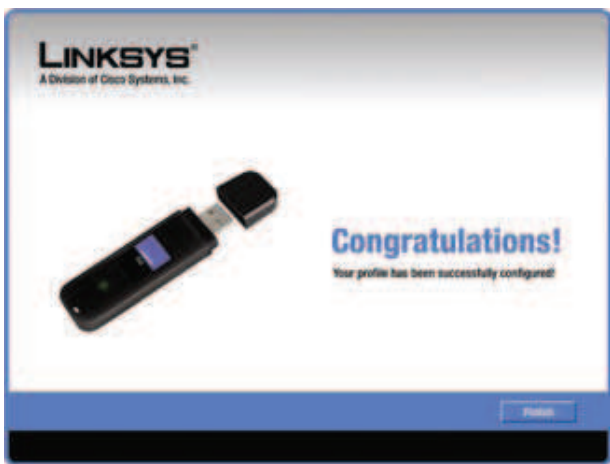 LINKSYS®
A Division of Cisco Systems, Inc.
Congratulations!
Your profile has been successfully configured!
Finish